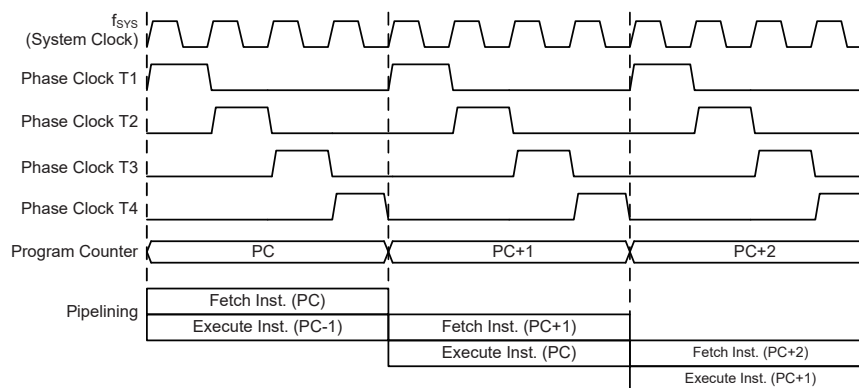 fSYS
(System Clock)
Phase Clock T1
Phase Clock T2
Phase Clock T3
Phase Clock T4
Program Counter PC PC+1 PC+2
Pipelining
Fetch Inst. (PC)
Execute Inst. (PC-1) Fetch Inst. (PC+1)
Execute Inst. (PC) Fetch Inst. (PC+2)
Execute Inst. (PC+1)